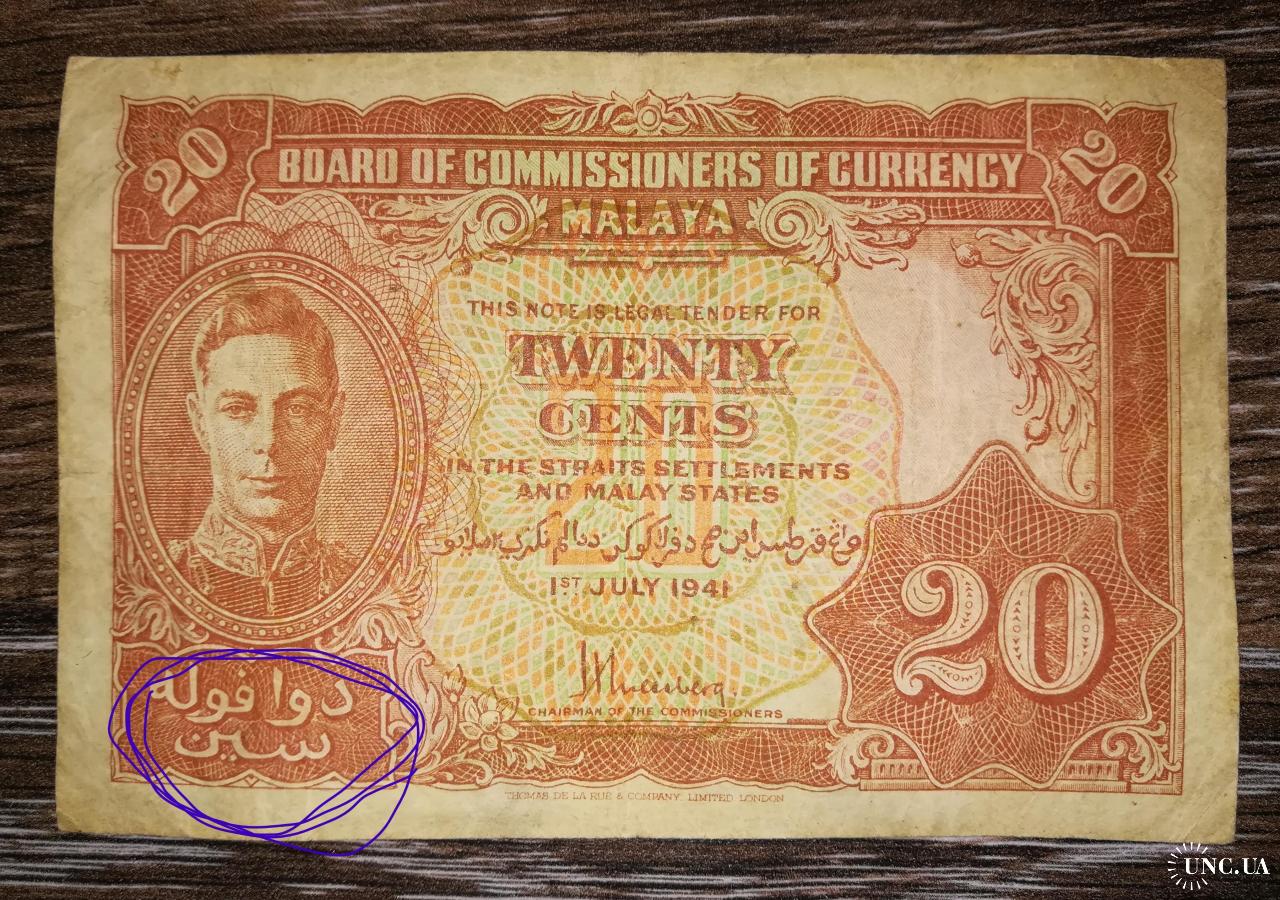 20 BOARD OF COMMISSIONERS OF CURRENCY 20
MALAYA
THIS NOTE IS LEGAL TENDER FOR
TWENTY
CENTS
IN THE STRAITS SETTLEMENTS
AND MALAY STATES
1ST JULY 1941
20
CHAIRMAN OF THE COMMISSIONERS
دوا ڤوله
سين
THOMAS DE LA RUE & COMPANY, LIMITED, LONDON
UNC.UA